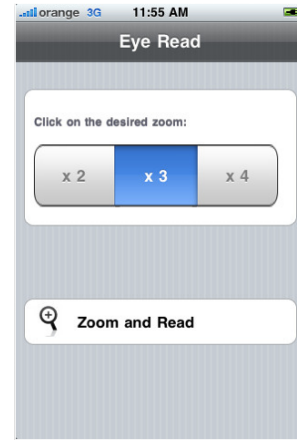 orange 3G 11:55 AM
Eye Read
Click on the desired zoom:
x 2 x 3 x 4
Zoom and Read